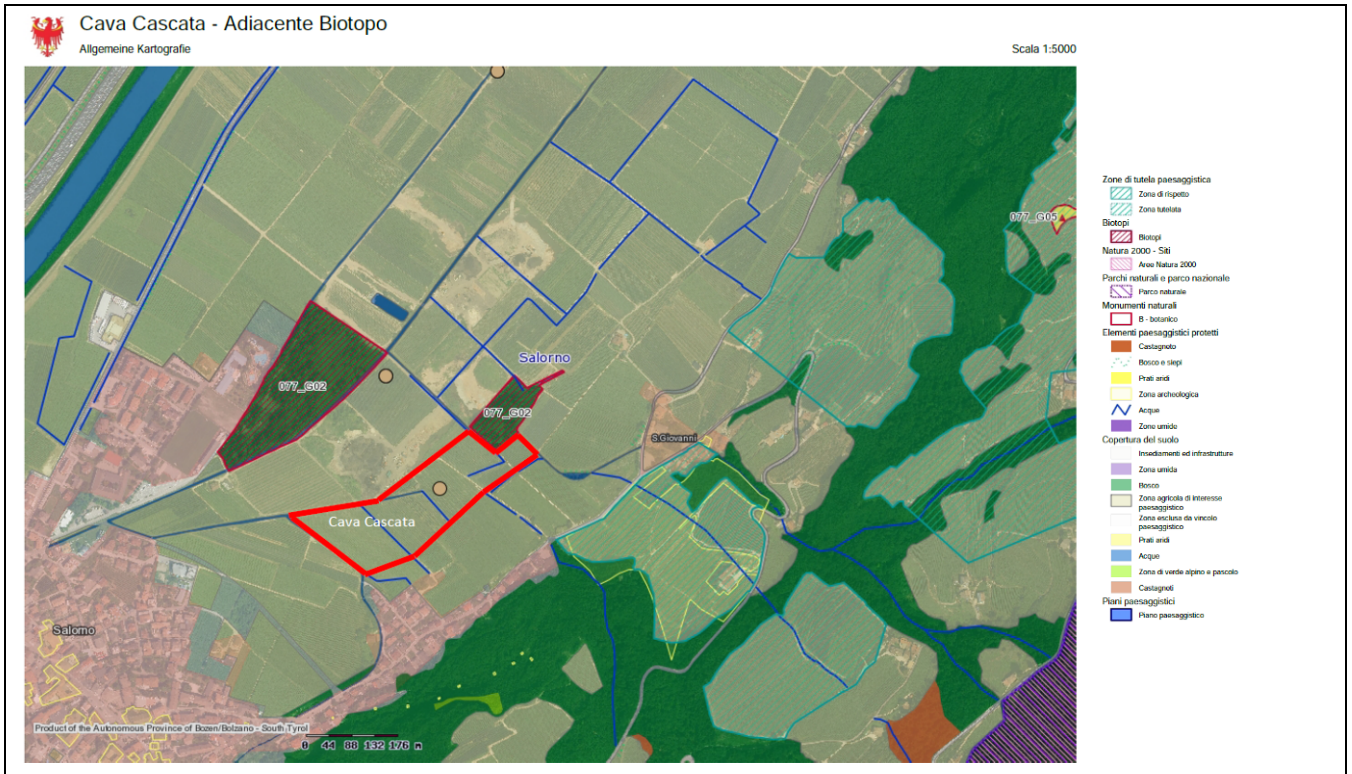 Cava Cascata - Adiacente Biotopo
Allgemeine Kartografie
Scala 1:5000
077_G05
077_G02
Salorno
077_G02
S.Giovanni
Cava Cascata
Salorno
Product of the Autonomous Province of Bozen/Bolzano - South Tyrol
0 44 88 132 176 m
Zone di tutela paesaggistica
Zona di rispetto
Zona tutelata
Biotopi
Biotopi
Natura 2000 - Siti
Aree Natura 2000
Parchi naturali e parco nazionale
Parco naturale
Monumenti naturali
B - botanico
Elementi paesaggistici protetti
Castagneto
Bosco e siepi
Prati aridi
Zona archeologica
Acque
Zone umide
Copertura del suolo
Insediamenti ed infrastrutture
Zona umida
Bosco
Zona agricola di interesse
paesaggistico
Zona esclusa da vincolo
paesaggistico
Prati aridi
Acque
Zona di verde alpino e pascolo
Castagneti
Piani paesaggistici
Piano paesaggistico